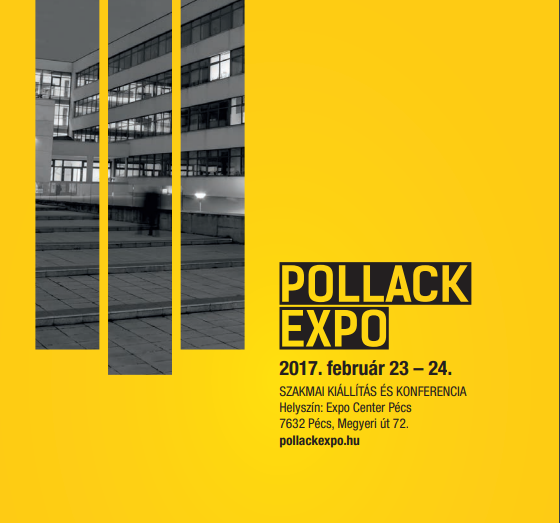 POLLACK
EXPO
2017. február 23 – 24.
SZAKMAI KIÁLLÍTÁS ÉS KONFERENCIA
Helyszín: Expo Center Pécs
7632 Pécs, Megyeri út 72.
pollackexpo.hu